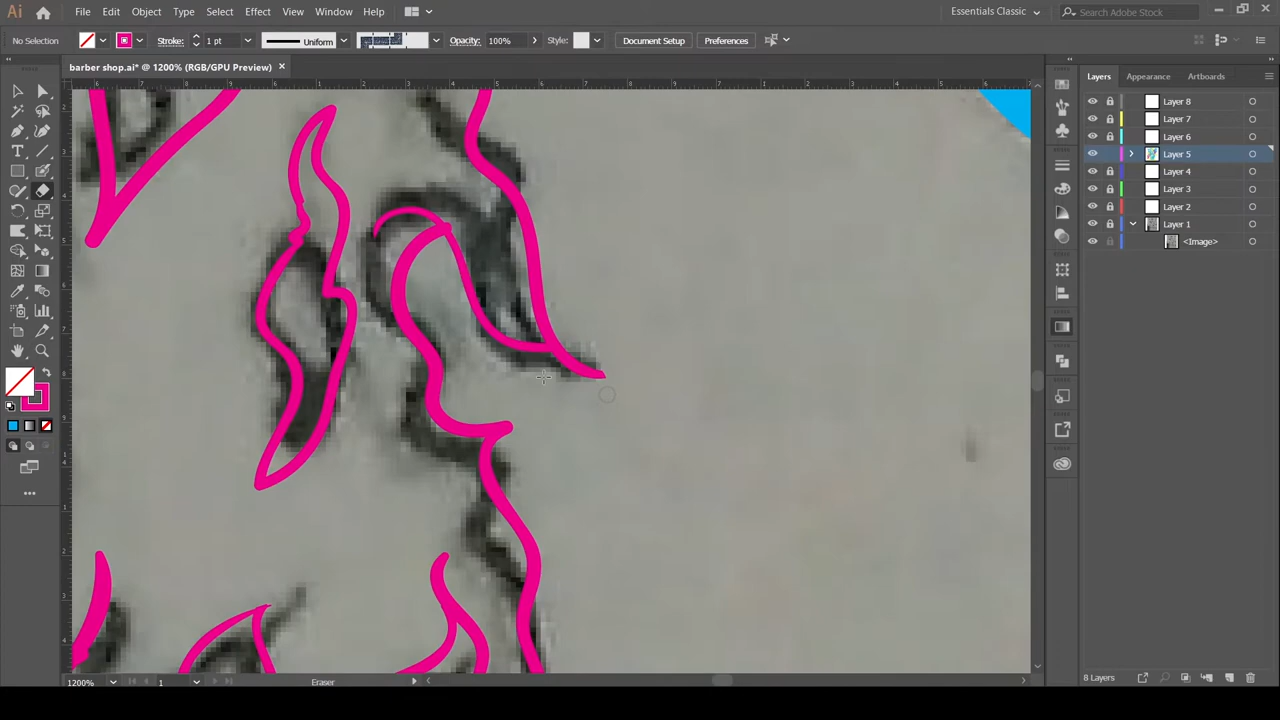 Ai File Edit Object Type Select Effect View Window Help Essentials Classic Search Adobe Stock
No Selection Stroke: 1 pt Uniform Opacity: 100% Style: Document Setup Preferences
barber shop.ai* @ 1200% (RGB/GPU Preview)
Layers Appearance Artboards
Layer 8
Layer 7
Layer 6
Layer 5
Layer 4
Layer 3
Layer 2
Layer 1
<Image>
1200% 1 Eraser 8 Layers